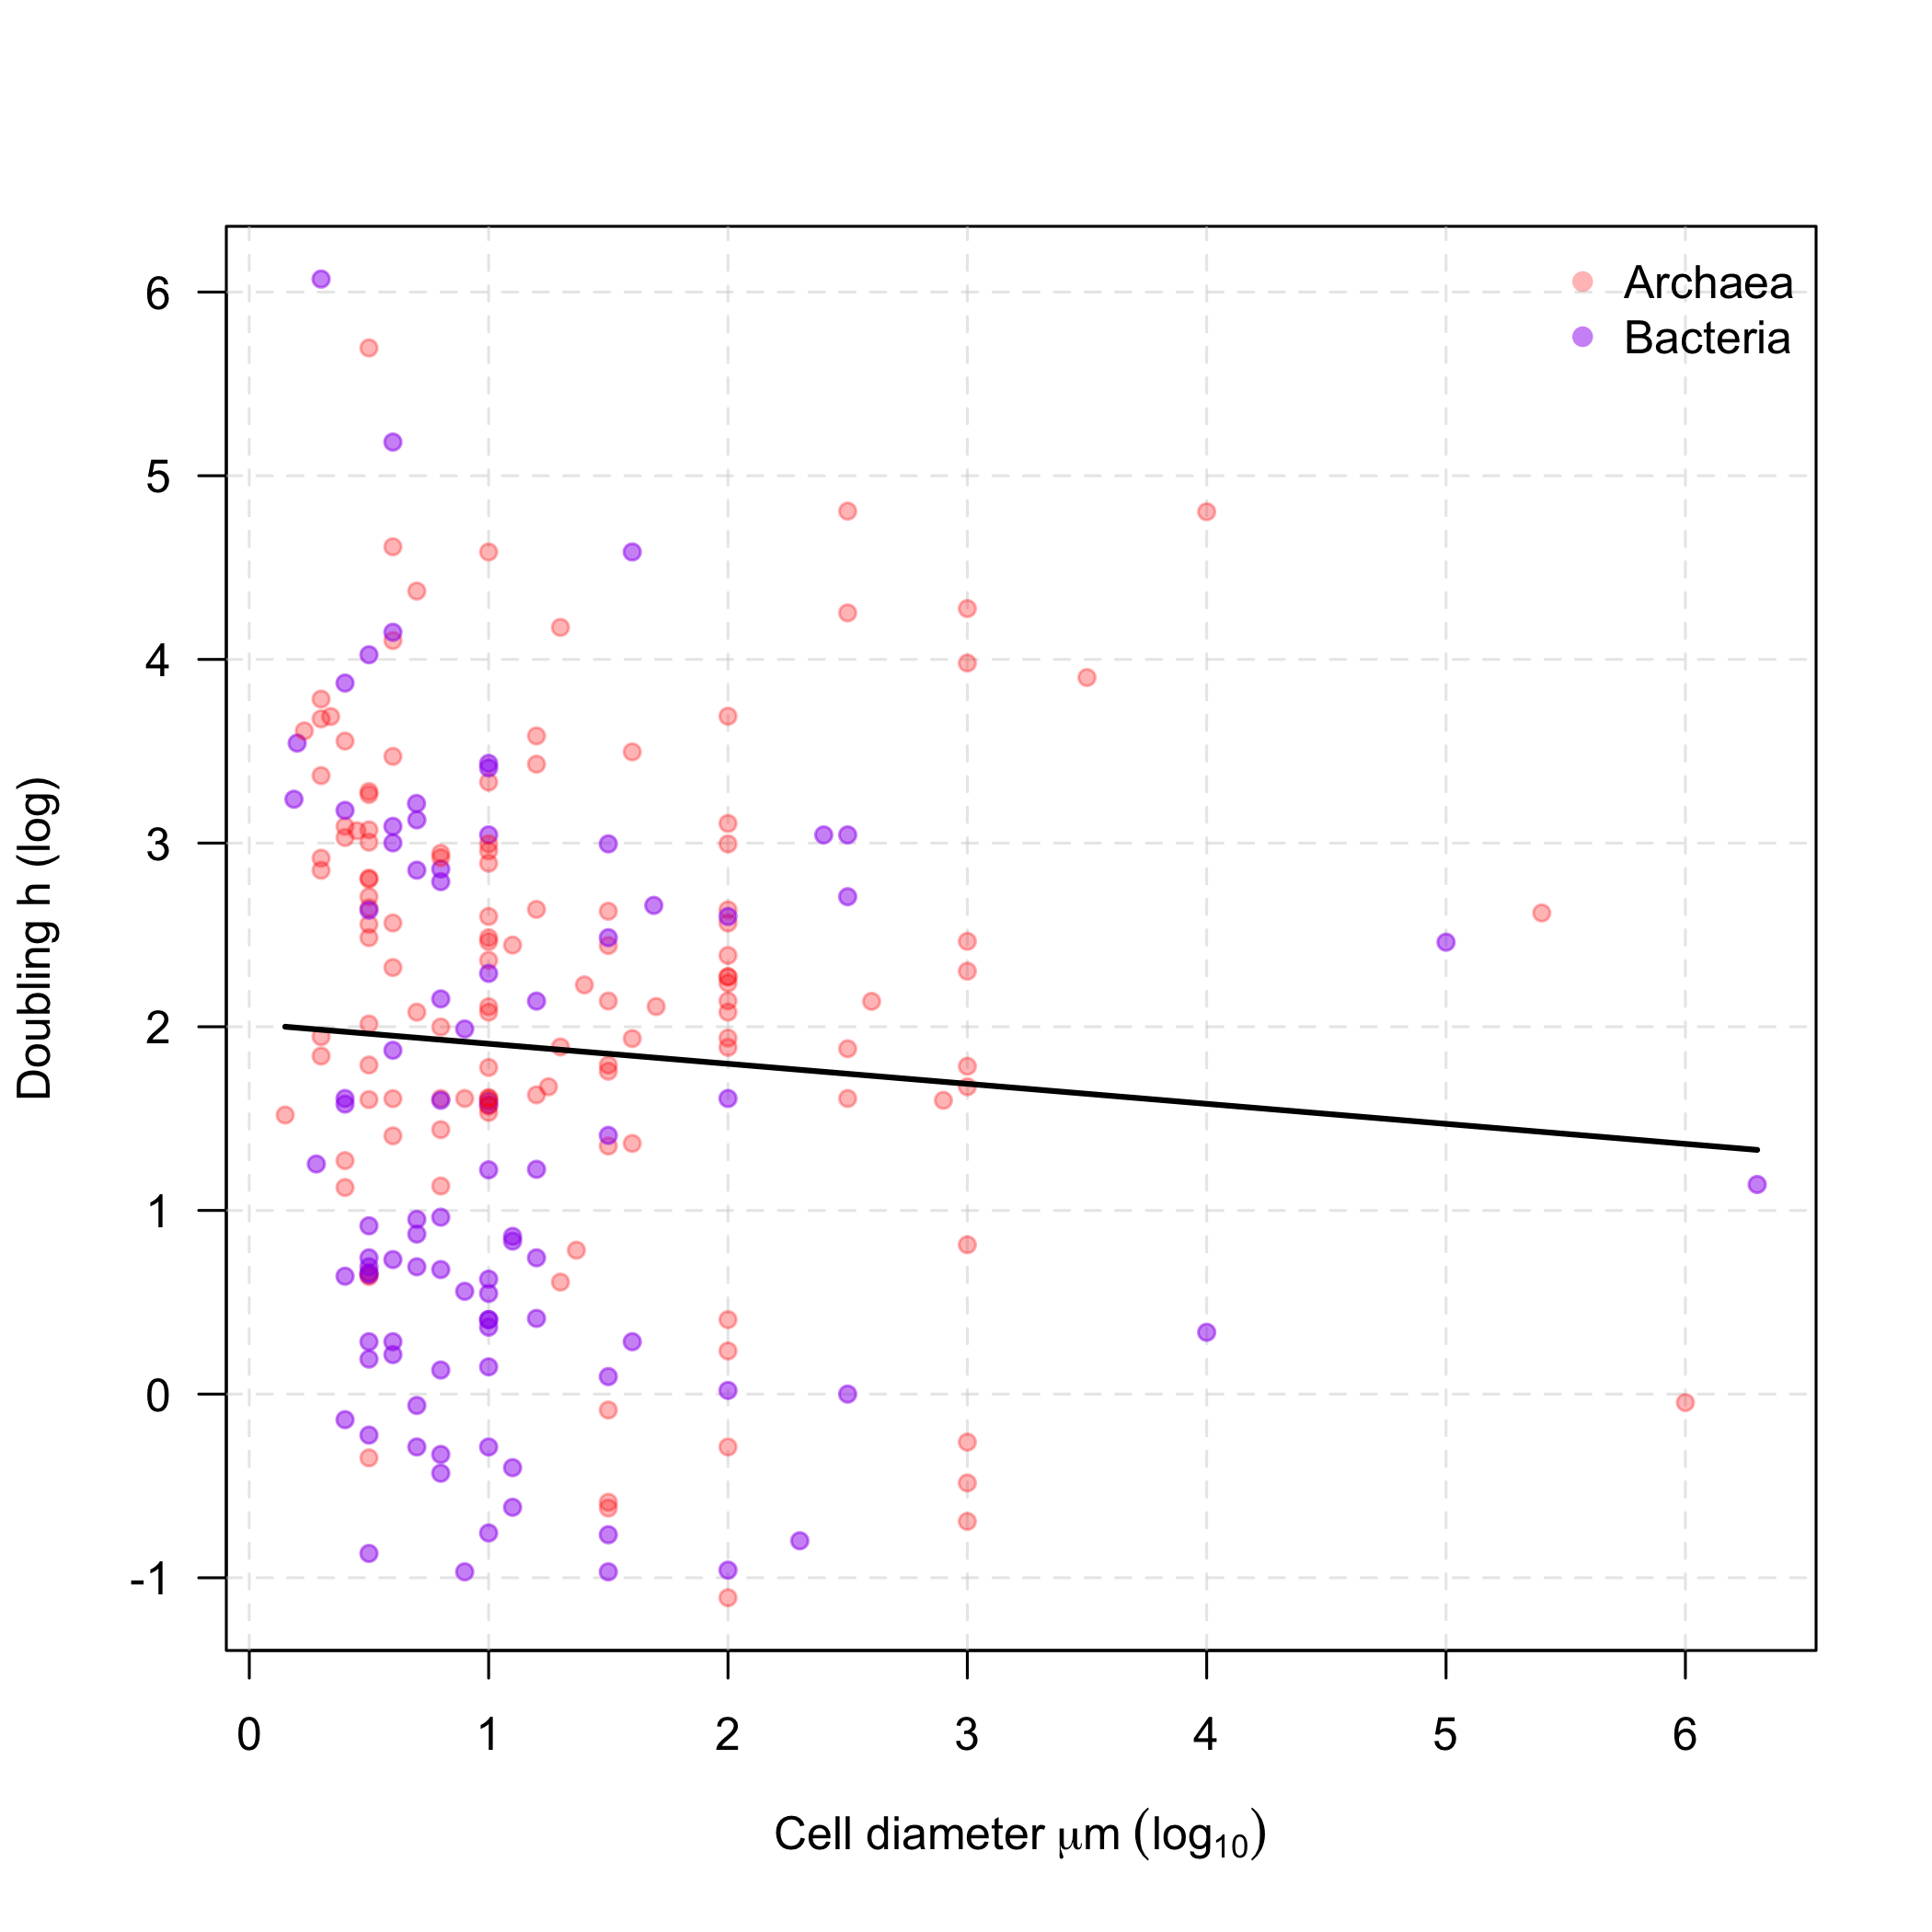 Archaea
Bacteria
6
5
4
3
2
1
0
-1
Doubling h (log)
0 1 2 3 4 5 6
Cell diameter μm (log₁₀)